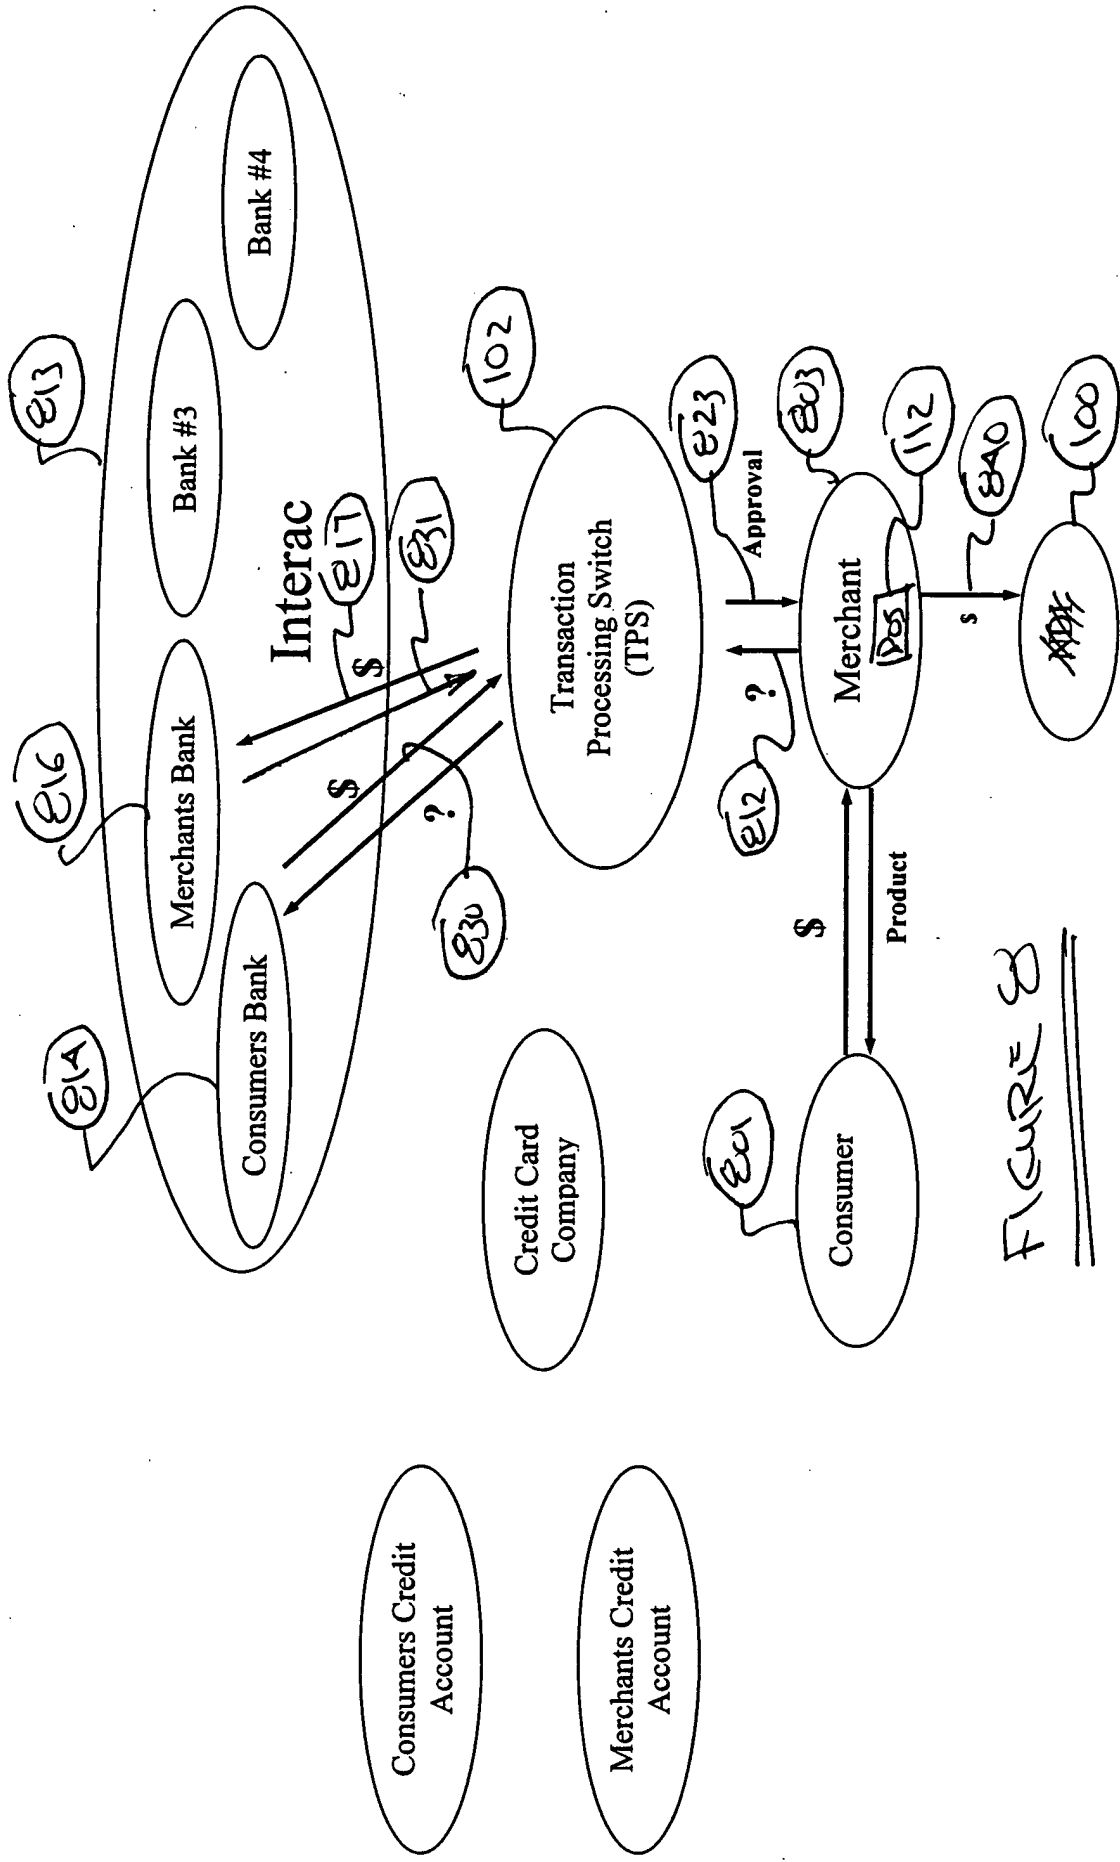 813
816
814
Bank #4
Bank #3
Merchants Bank
Consumers Bank
Interac
817
831
$
$
?
830
102
Transaction
Processing Switch
(TPS)
Credit Card
Company
Consumers Credit
Account
Merchants Credit
Account
823
Approval
812
?
803
Merchant
POS
112
840
$
100
$
Product
801
Consumer
FIGURE 8